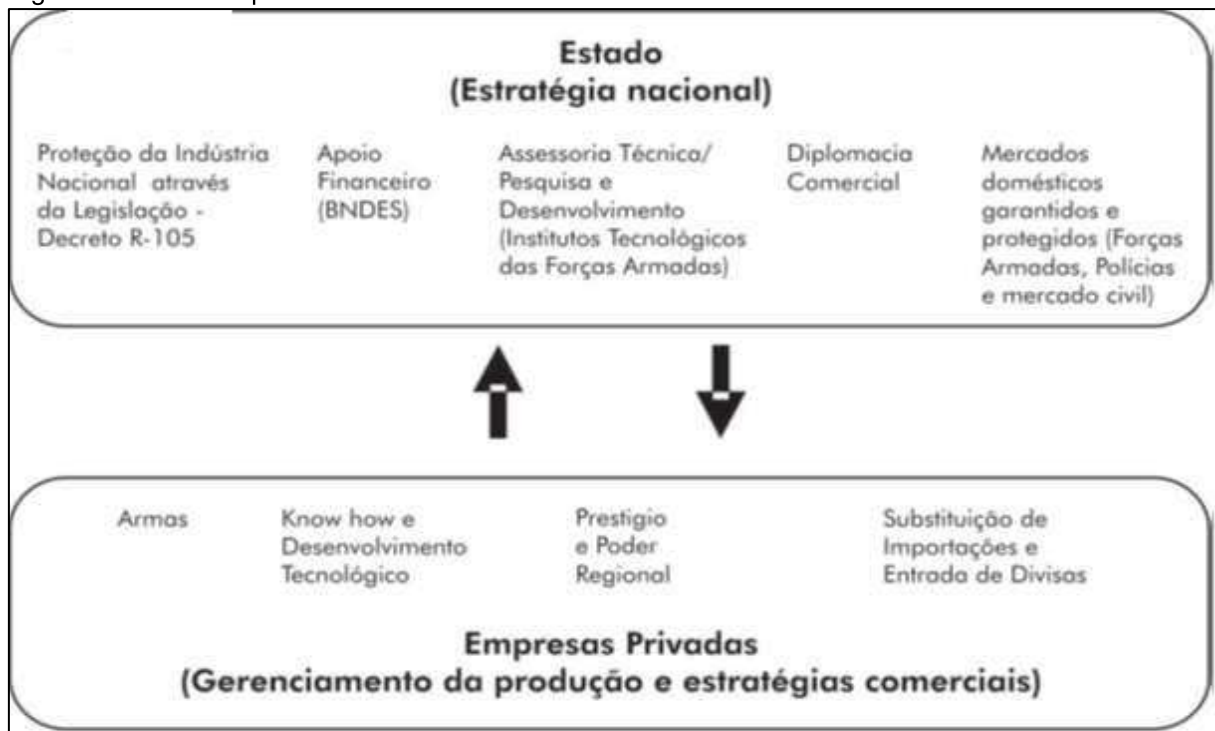 Estado
(Estratégia nacional)
Proteção da Indústria
Nacional através
da Legislação -
Decreto R-105
Apoio
Financeiro
(BNDES)
Assessoria Técnica/
Pesquisa e
Desenvolvimento
(Institutos Tecnológicos
das Forças Armadas)
Diplomacia
Comercial
Mercados
domésticos
garantidos e
protegidos (Forças
Armadas, Polícias
e mercado civil)
Armas
Know how e
Desenvolvimento
Tecnológico
Prestigio
e Poder
Regional
Substituição de
Importações e
Entrada de Divisas
Empresas Privadas
(Gerenciamento da produção e estratégias comerciais)